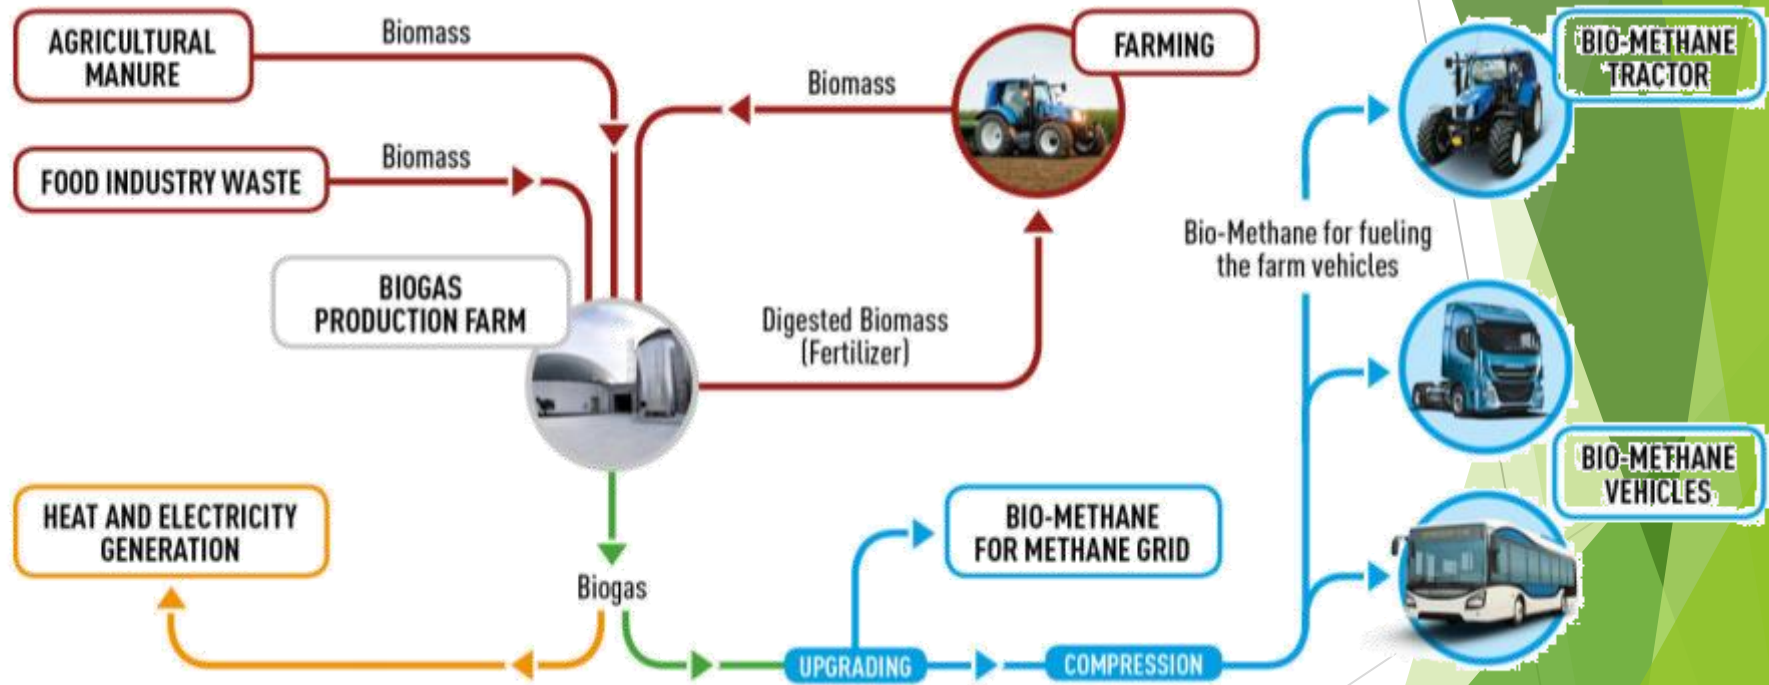 AGRICULTURAL
MANURE
Biomass
FARMING
Biomass
BIO-METHANE
TRACTOR
FOOD INDUSTRY WASTE
Biomass
Bio-Methane for fueling
the farm vehicles
BIOGAS
PRODUCTION FARM
Digested Biomass
(Fertilizer)
BIO-METHANE
VEHICLES
HEAT AND ELECTRICITY
GENERATION
BIO-METHANE
FOR METHANE GRID
Biogas
UPGRADING
COMPRESSION